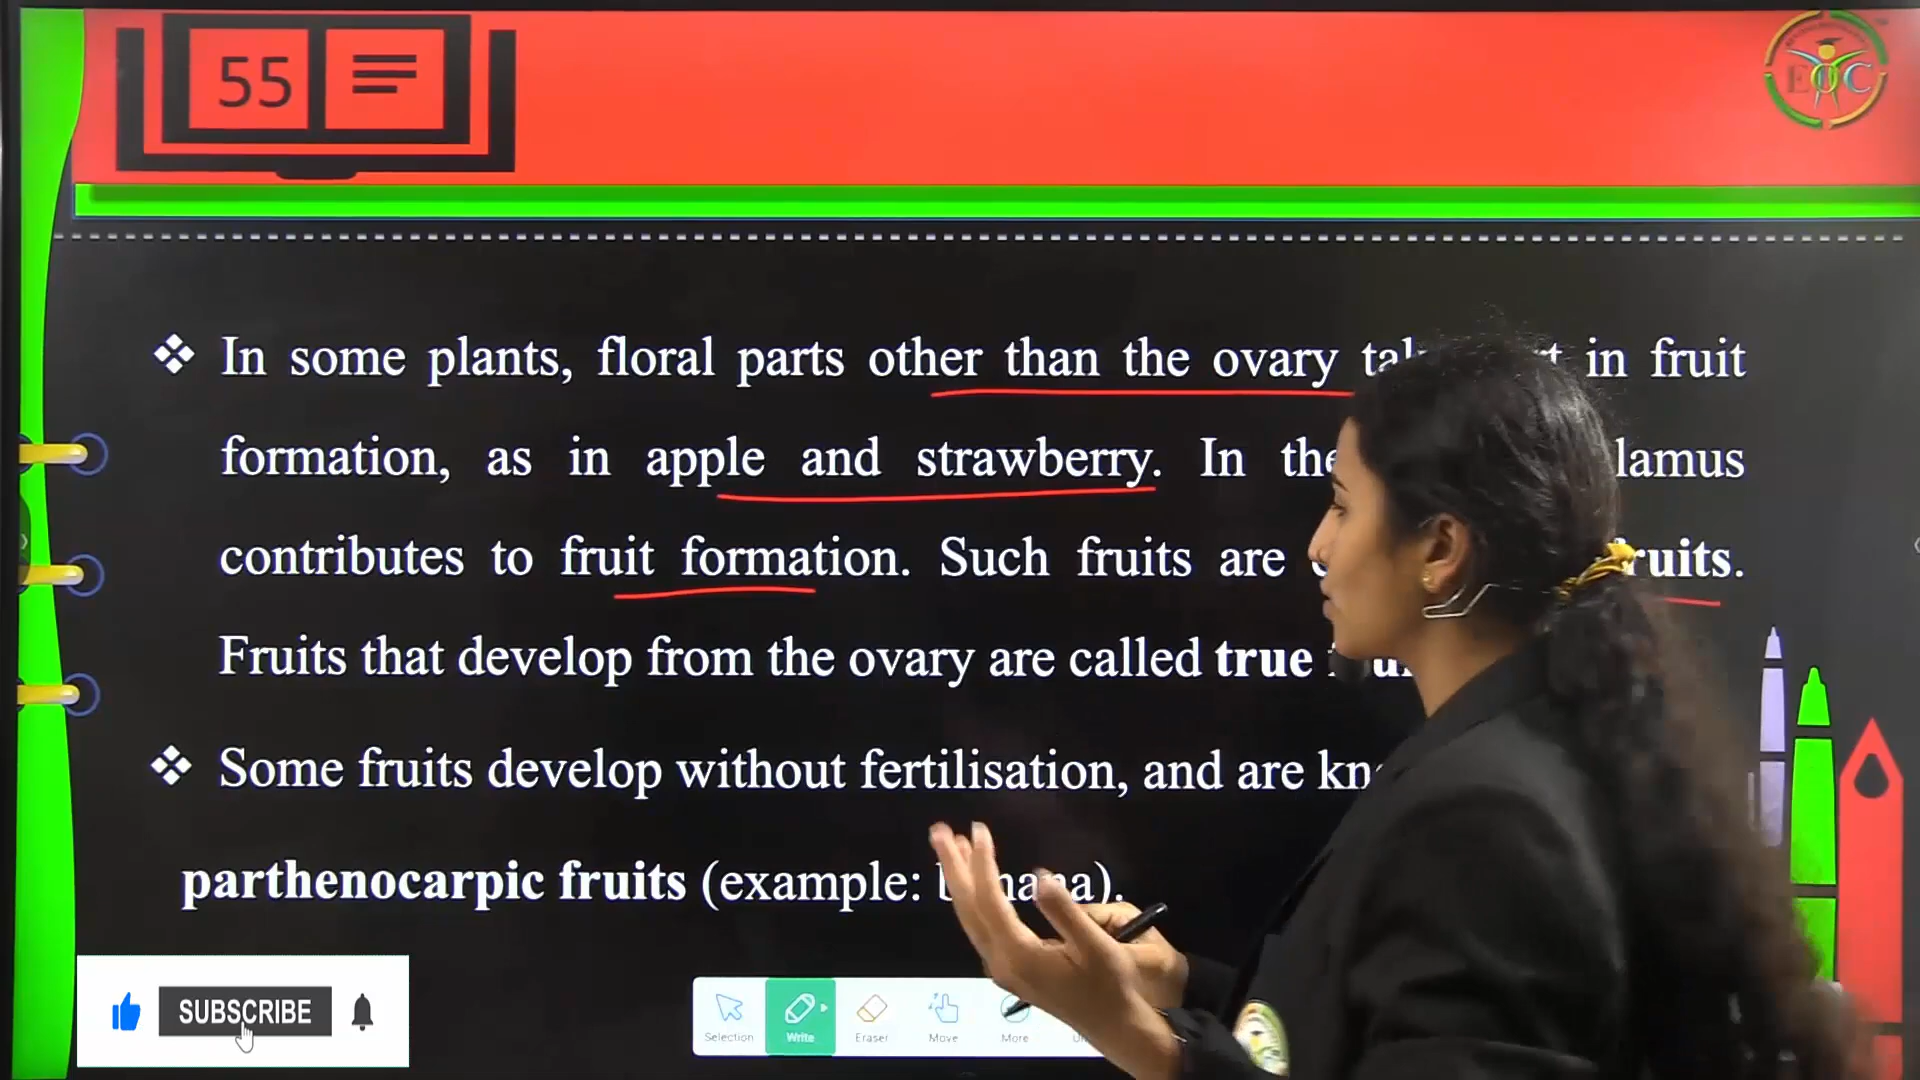 55
EOC
In some plants, floral parts other than the ovary in fruit
formation, as in apple and strawberry. In
contributes to fruit formation. Such fruits are
Fruits that develop from the ovary are called true
Some fruits develop without fertilisation, and are
parthenocarpic fruits (example: banana).
SUBSCRIBE
Selection Write Eraser Move More